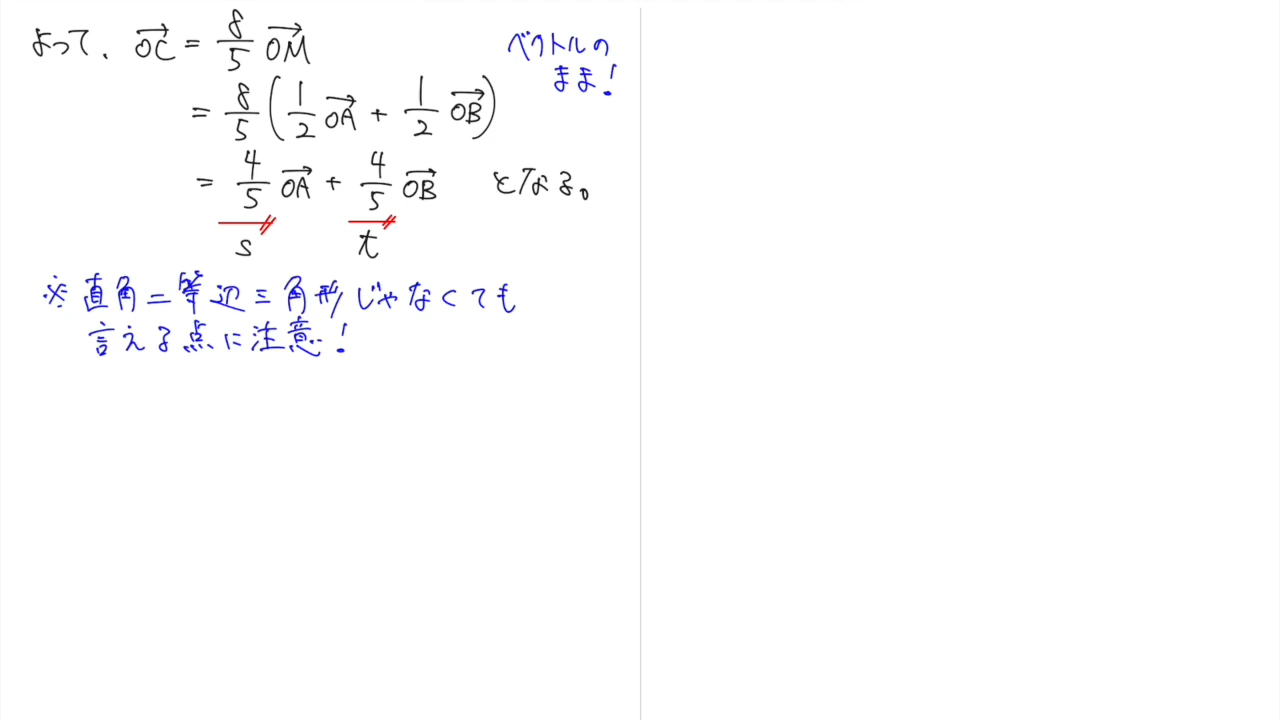 よって、OC→ = 8/5 OM→
ベクトルの
まま!
= 8/5 (1/2 OA→ + 1/2 OB→)
= 4/5 OA→ + 4/5 OB→ となる。
s t
※直角二等辺三角形じゃなくても
言える点に注意!